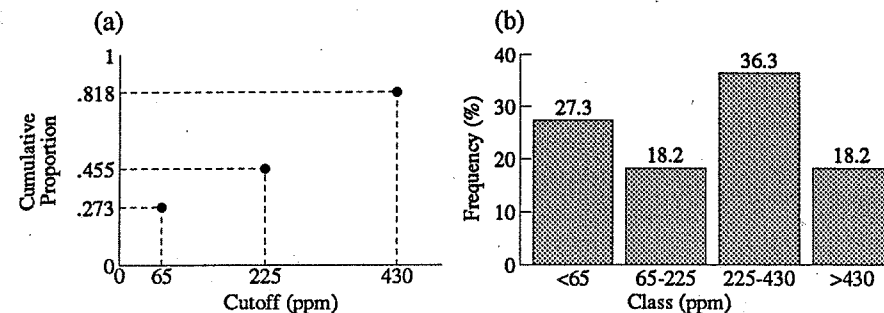 (a)
1
.818
.455
.273
0
Cumulative
Proportion
0 65 225 430
Cutoff (ppm)
(b)
40
30
20
10
0
Frequency (%)
27.3
18.2
36.3
18.2
<65 65-225 225-430 >430
Class (ppm)